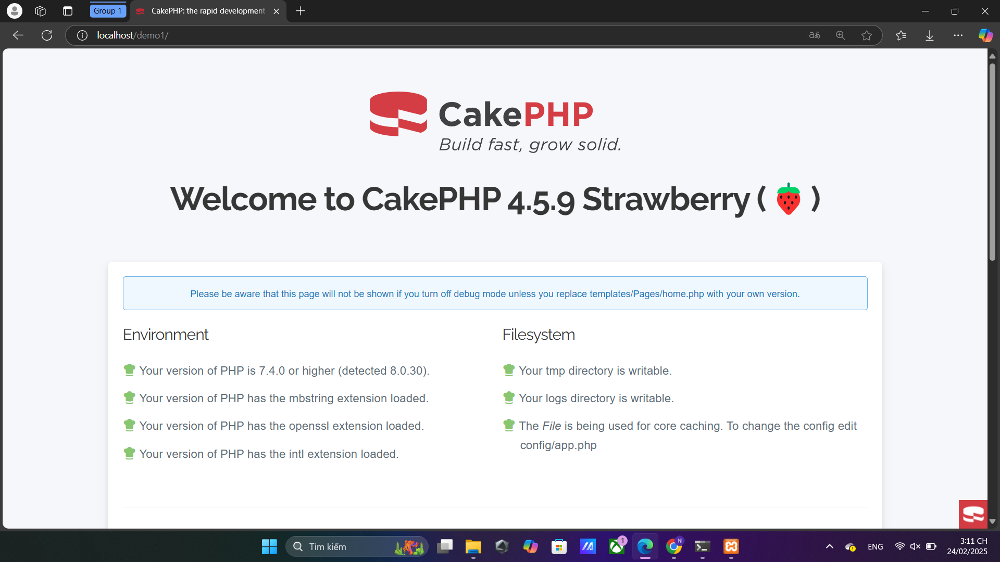 Group 1
CakePHP: the rapid development
localhost/demo1/
CakePHP
Build fast, grow solid.
Welcome to CakePHP 4.5.9 Strawberry (🍓)
Please be aware that this page will not be shown if you turn off debug mode unless you replace templates/Pages/home.php with your own version.
Environment
Your version of PHP is 7.4.0 or higher (detected 8.0.30).
Your version of PHP has the mbstring extension loaded.
Your version of PHP has the openssl extension loaded.
Your version of PHP has the intl extension loaded.
Filesystem
Your tmp directory is writable.
Your logs directory is writable.
The File is being used for core caching. To change the config edit
config/app.php
Tìm kiếm
1
N
ENG
3:11 CH
24/02/2025